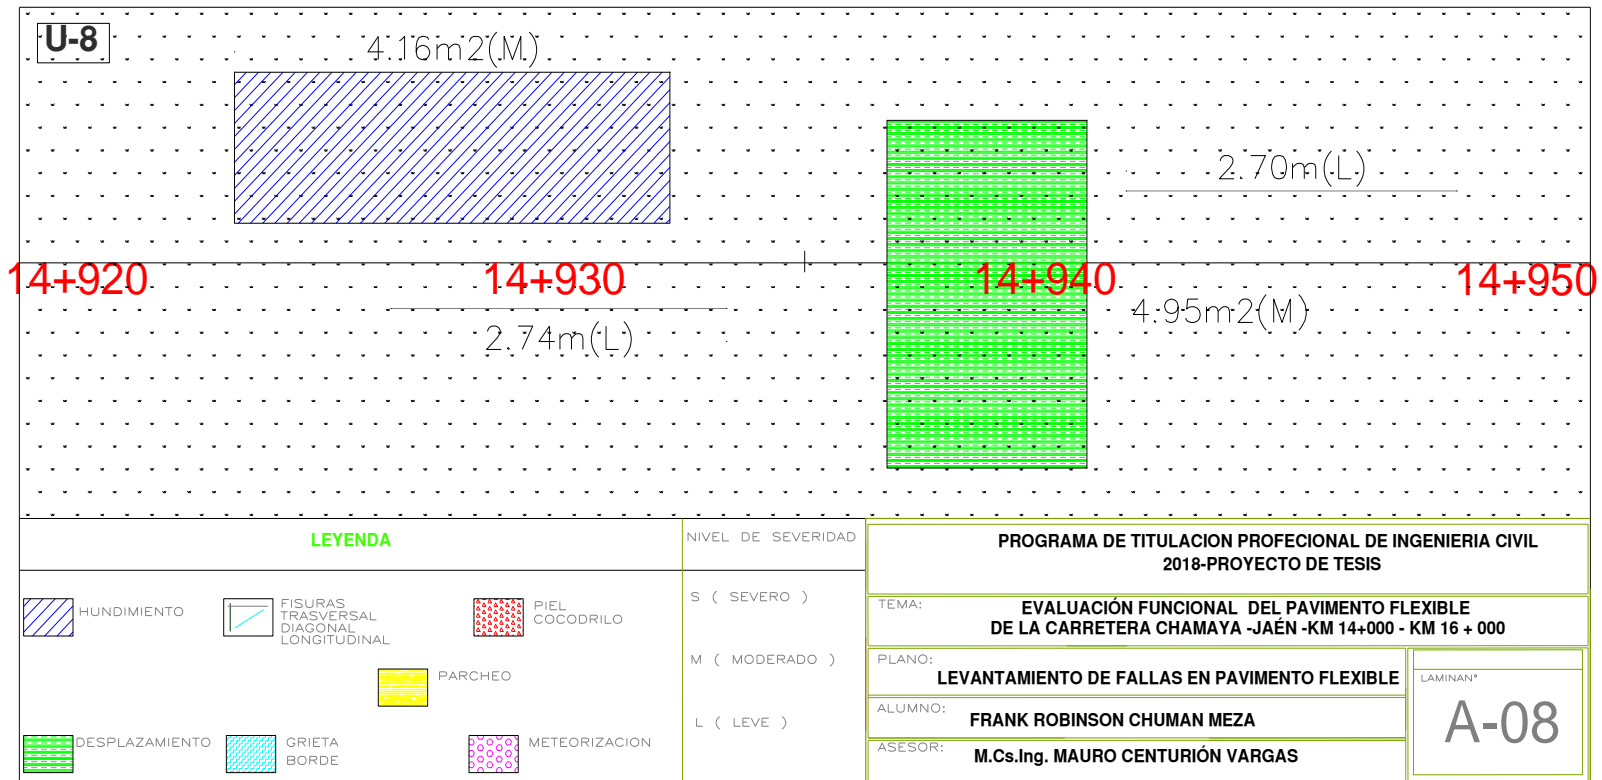 U-8
4.16m2(M)
2.70m(L)
14+920
14+930
14+940
14+950
2.74m(L)
4.95m2(M)
LEYENDA
HUNDIMIENTO
FISURAS
TRASVERSAL
DIAGONAL
LONGITUDINAL
PIEL
COCODRILO
PARCHEO
DESPLAZAMIENTO
GRIETA
BORDE
METEORIZACION
NIVEL DE SEVERIDAD
S ( SEVERO )
M ( MODERADO )
L ( LEVE )
PROGRAMA DE TITULACION PROFECIONAL DE INGENIERIA CIVIL
2018-PROYECTO DE TESIS
TEMA:
EVALUACIÓN FUNCIONAL DEL PAVIMENTO FLEXIBLE
DE LA CARRETERA CHAMAYA -JAÉN -KM 14+000 - KM 16 + 000
PLANO:
LEVANTAMIENTO DE FALLAS EN PAVIMENTO FLEXIBLE
ALUMNO:
FRANK ROBINSON CHUMAN MEZA
ASESOR:
M.Cs.Ing. MAURO CENTURIÓN VARGAS
LAMINAN°
A-08